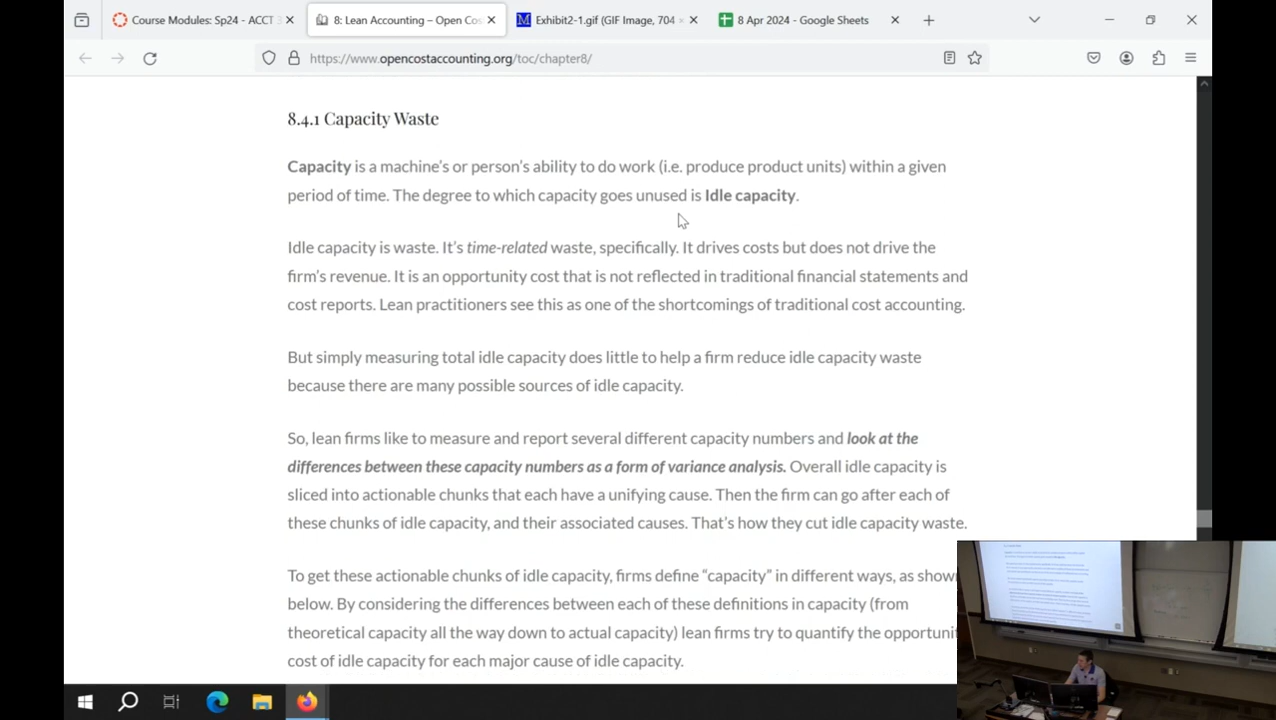 Course Modules: Sp24 - ACCT 3
8: Lean Accounting – Open Cos
Exhibit2-1.gif (GIF Image, 704 ×
8 Apr 2024 - Google Sheets
https://www.opencostaccounting.org/toc/chapter8/
8.4.1 Capacity Waste
Capacity is a machine's or person's ability to do work (i.e. produce product units) within a given
period of time. The degree to which capacity goes unused is Idle capacity.
Idle capacity is waste. It's time-related waste, specifically. It drives costs but does not drive the
firm's revenue. It is an opportunity cost that is not reflected in traditional financial statements and
cost reports. Lean practitioners see this as one of the shortcomings of traditional cost accounting.
But simply measuring total idle capacity does little to help a firm reduce idle capacity waste
because there are many possible sources of idle capacity.
So, lean firms like to measure and report several different capacity numbers and look at the
differences between these capacity numbers as a form of variance analysis. Overall idle capacity is
sliced into actionable chunks that each have a unifying cause. Then the firm can go after each of
these chunks of idle capacity, and their associated causes. That's how they cut idle capacity waste.
To get these actionable chunks of idle capacity, firms define "capacity" in different ways, as shown
below. By considering the differences between each of these definitions in capacity (from
theoretical capacity all the way down to actual capacity) lean firms try to quantify the opportunit
cost of idle capacity for each major cause of idle capacity.